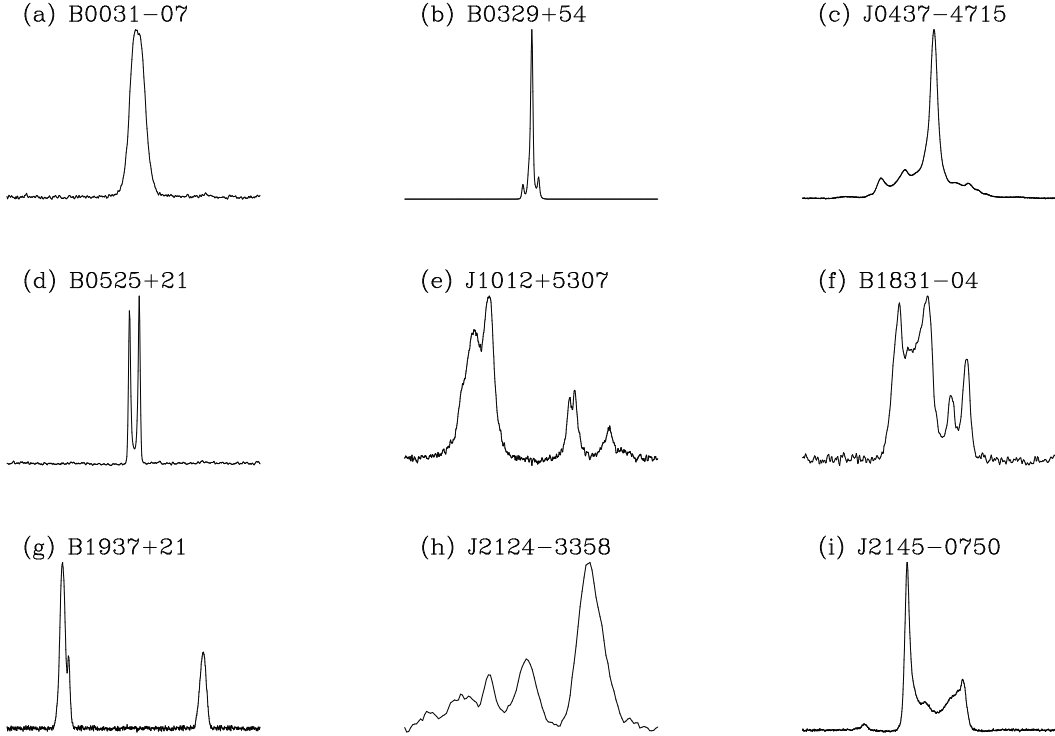 (a) B0031−07
(b) B0329+54
(c) J0437−4715
(d) B0525+21
(e) J1012+5307
(f) B1831−04
(g) B1937+21
(h) J2124−3358
(i) J2145−0750